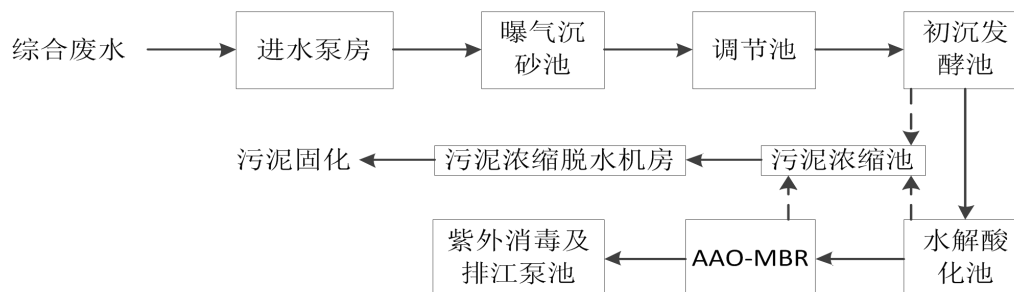 综合废水
进水泵房
曝气沉
砂池
调节池
初沉发
酵池
污泥固化
污泥浓缩脱水机房
污泥浓缩池
紫外消毒及
排江泵池
AAO-MBR
水解酸
化池